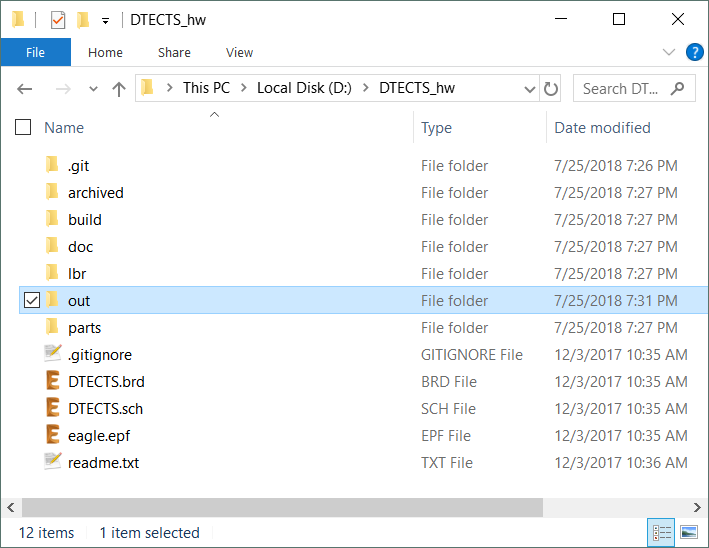 DTECTS_hw
File Home Share View
This PC Local Disk (D:) DTECTS_hw Search DT...
Name Type Date modified
.git File folder 7/25/2018 7:26 PM
archived File folder 7/25/2018 7:27 PM
build File folder 7/25/2018 7:27 PM
doc File folder 7/25/2018 7:27 PM
lbr File folder 7/25/2018 7:27 PM
out File folder 7/25/2018 7:31 PM
parts File folder 7/25/2018 7:27 PM
.gitignore GITIGNORE File 12/3/2017 10:35 AM
DTECTS.brd BRD File 12/3/2017 10:35 AM
DTECTS.sch SCH File 12/3/2017 10:35 AM
eagle.epf EPF File 12/3/2017 10:35 AM
readme.txt TXT File 12/3/2017 10:36 AM
12 items 1 item selected